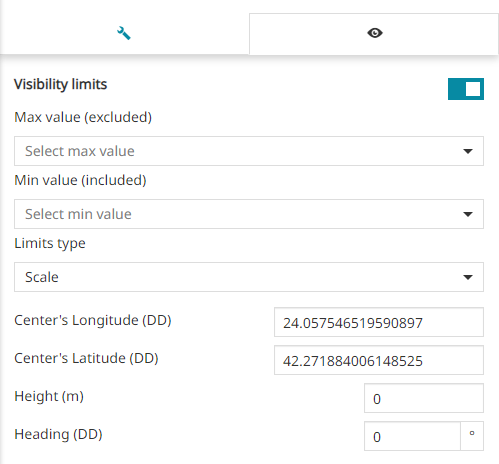 Visibility limits
Max value (excluded)
Select max value
Min value (included)
Select min value
Limits type
Scale
Center's Longitude (DD) 24.057546519590897
Center's Latitude (DD) 42.271884006148525
Height (m) 0
Heading (DD) 0 °